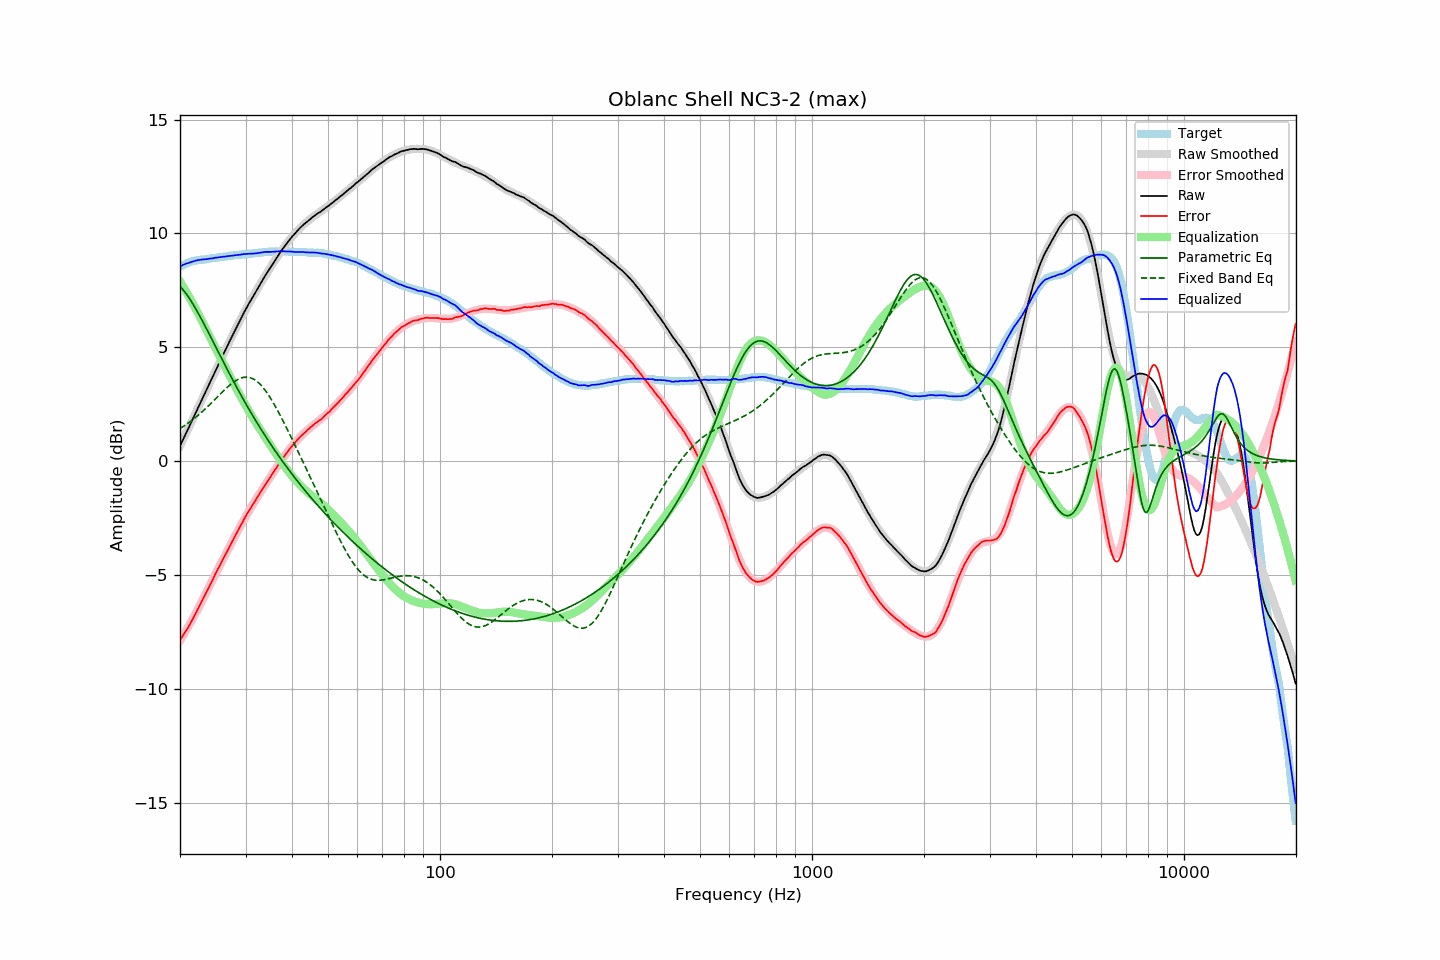 Oblanc Shell NC3-2 (max)
15
10
5
0
−5
−10
−15
Amplitude (dBr)
100
1000
10000
Frequency (Hz)
Target
Raw Smoothed
Error Smoothed
Raw
Error
Equalization
Parametric Eq
Fixed Band Eq
Equalized